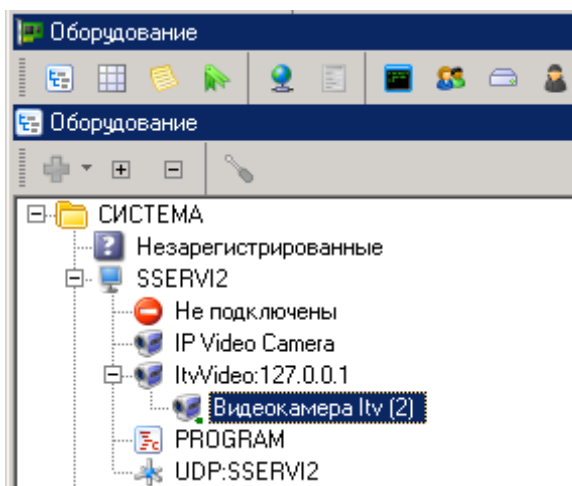 Оборудование
Оборудование
СИСТЕМА
Незарегистрированные
SSERVI2
Не подключены
IP Video Camera
ItvVideo:127.0.0.1
Видеокамера Itv (2)
PROGRAM
UDP:SSERVI2